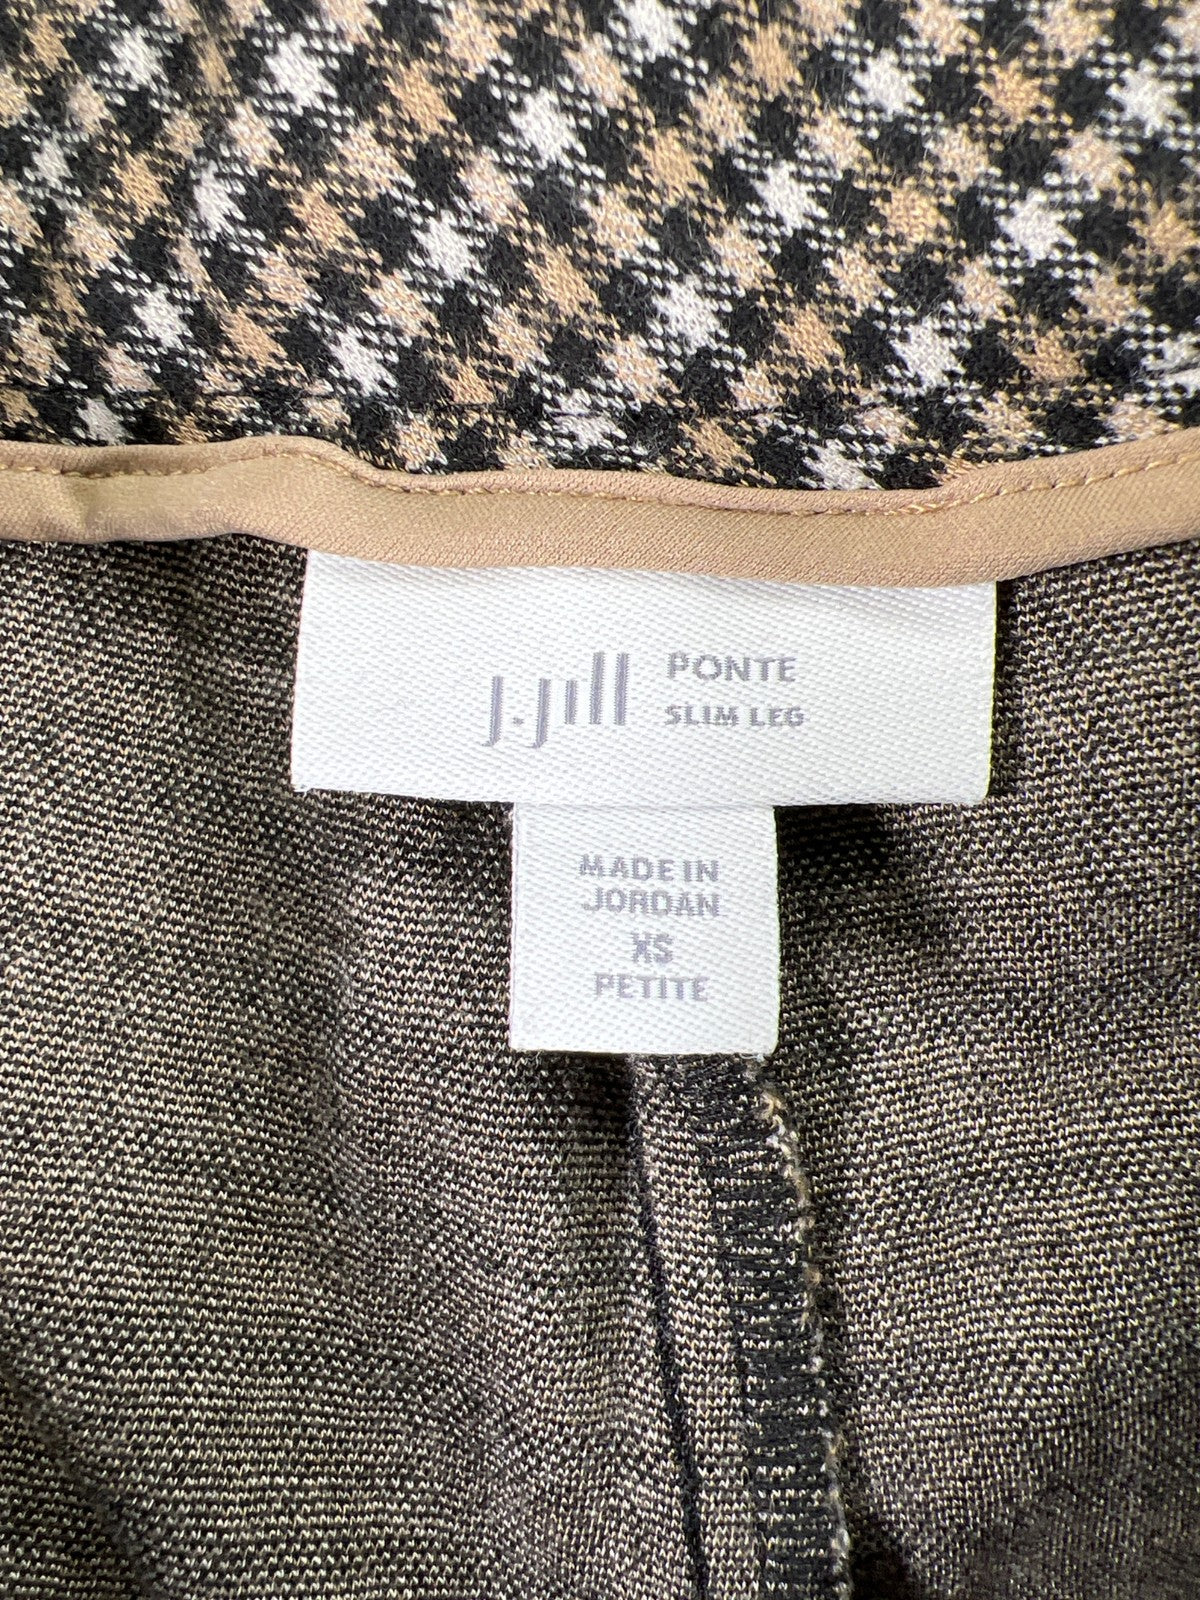 J.Jill PONTE
SLIM LEG
MADE IN
JORDAN
XS
PETITE